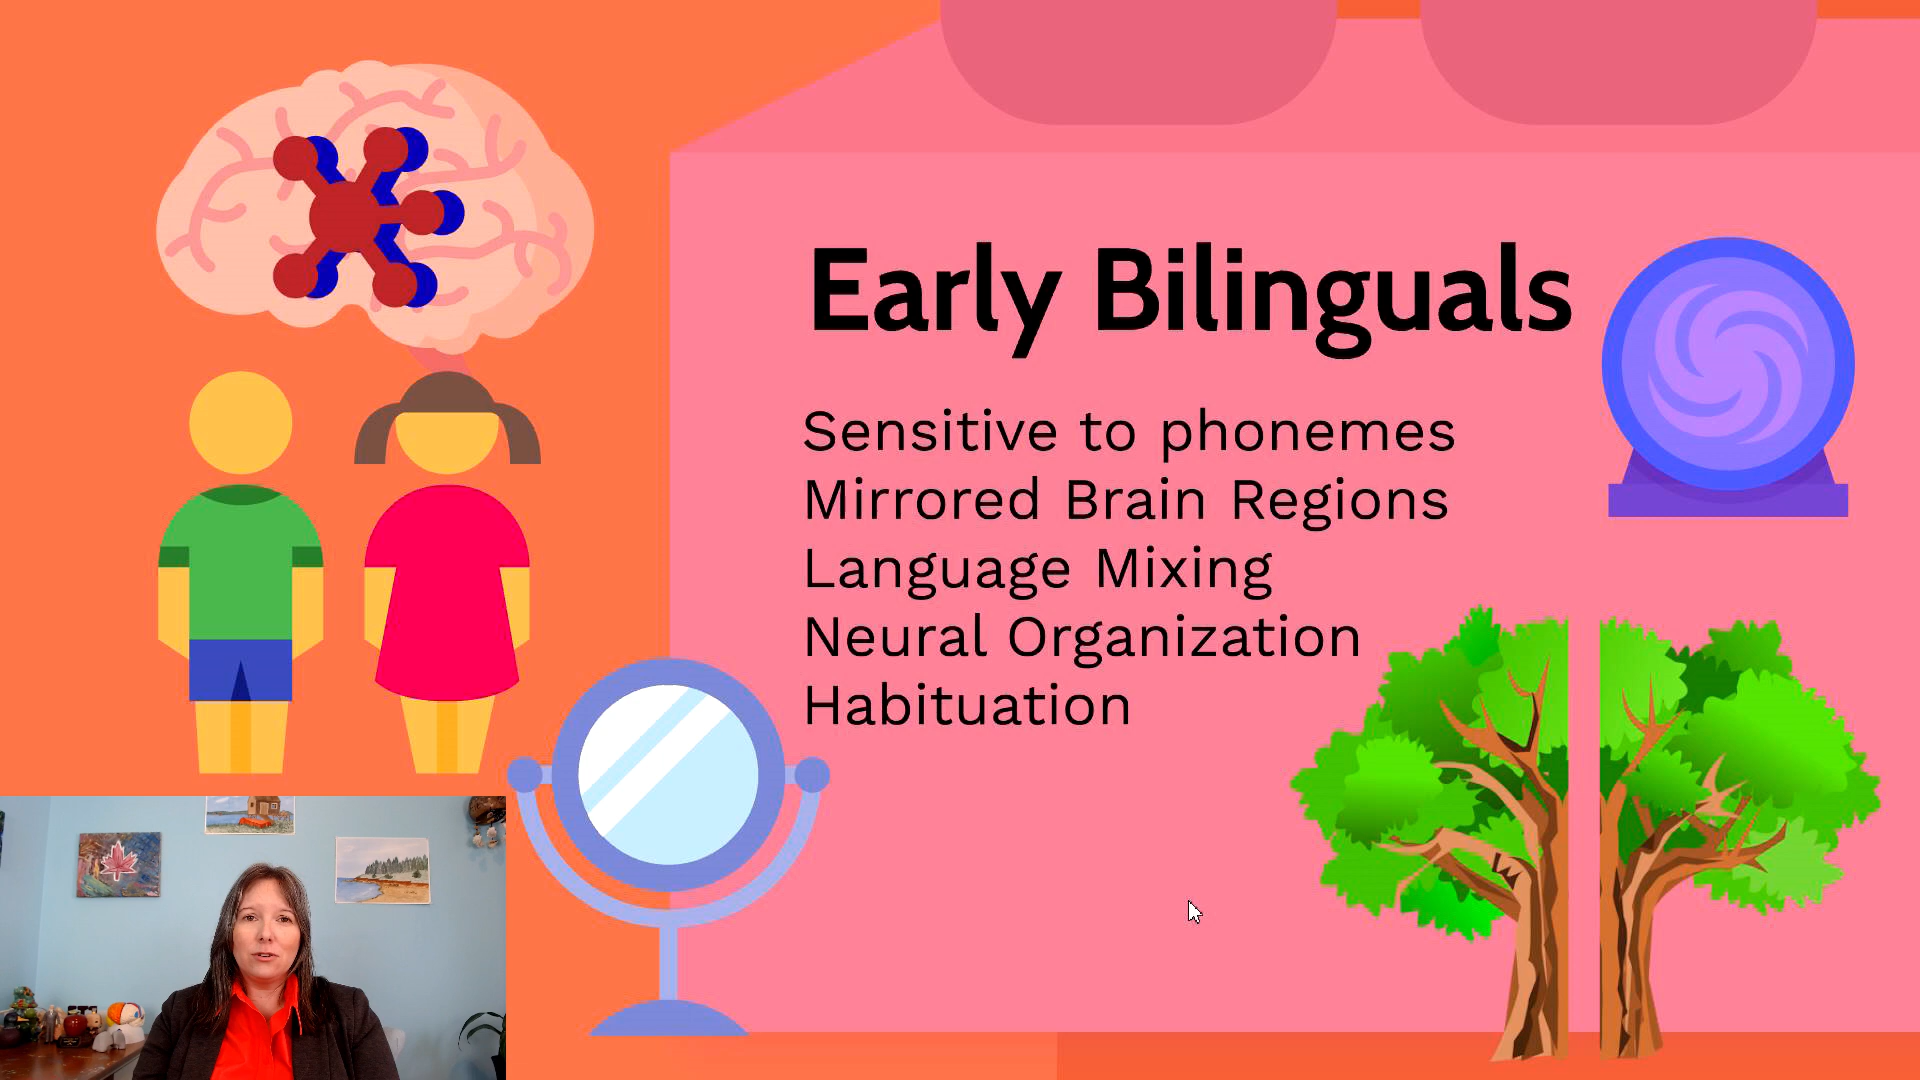 Early Bilinguals
Sensitive to phonemes
Mirrored Brain Regions
Language Mixing
Neural Organization
Habituation